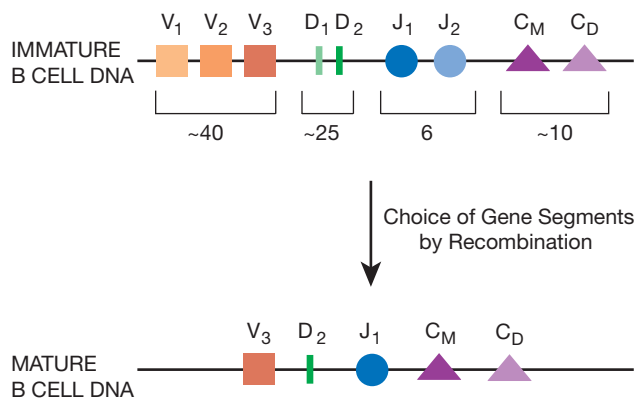 V1 V2 V3 D1 D2 J1 J2 CM CD
IMMATURE
B CELL DNA
~40 ~25 6 ~10
Choice of Gene Segments
by Recombination
V3 D2 J1 CM CD
MATURE
B CELL DNA